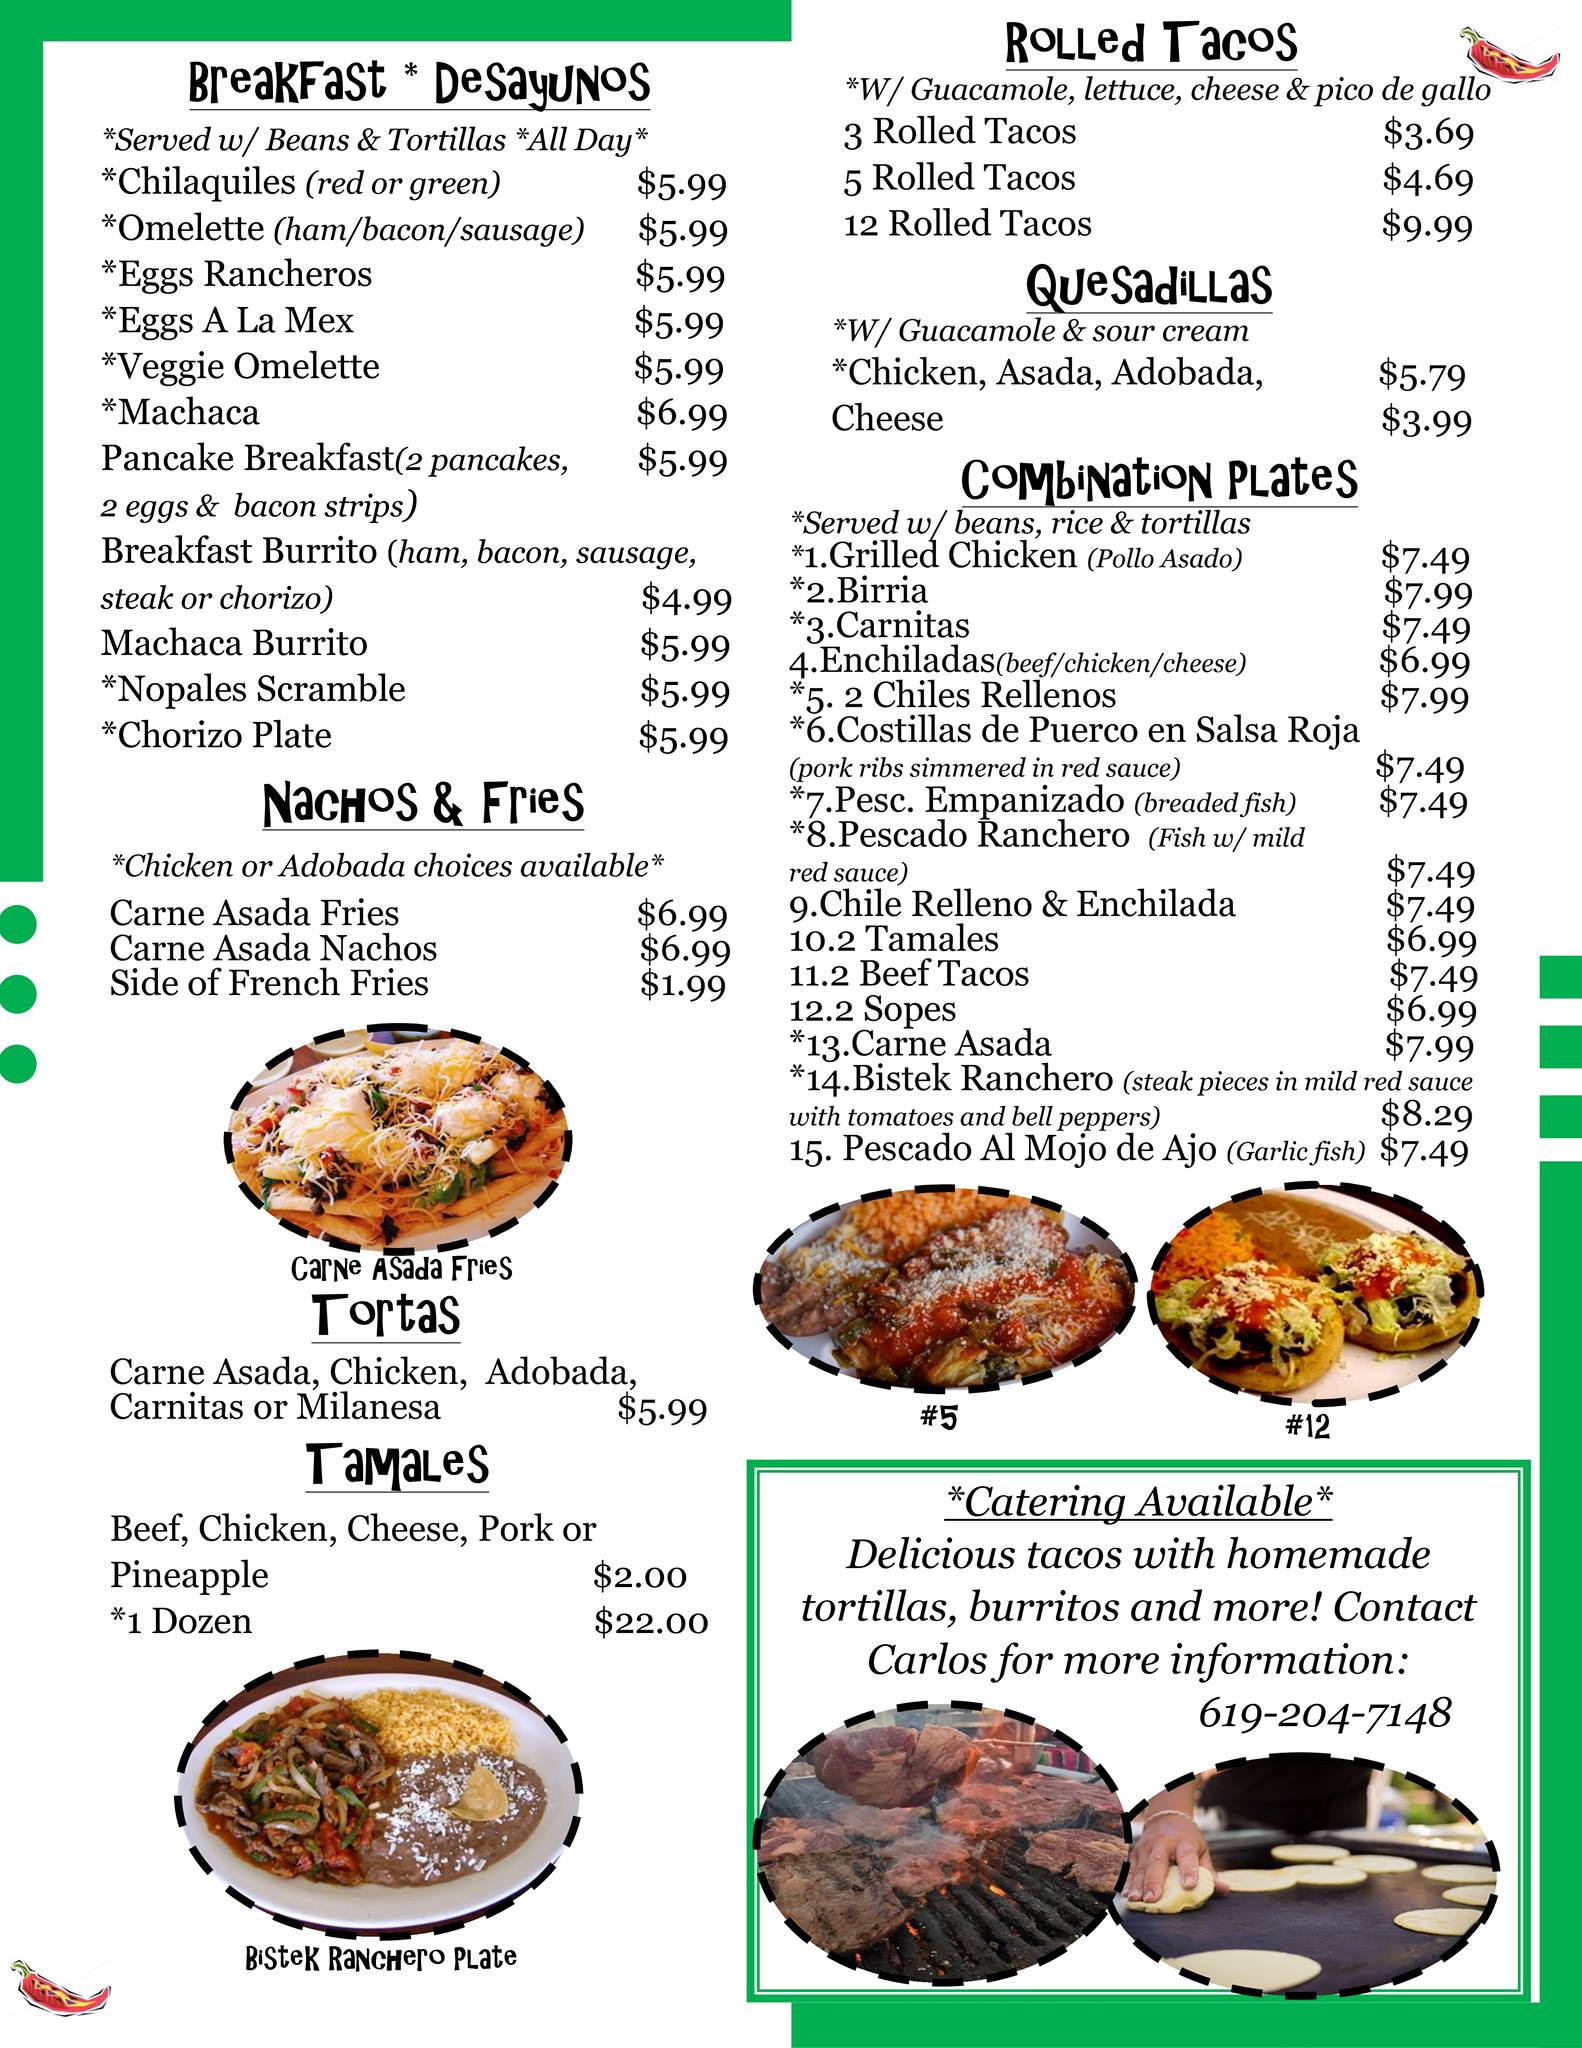 Breakfast * Desayunos
*Served w/ Beans & Tortillas *All Day*
*Chilaquiles (red or green) $5.99
*Omelette (ham/bacon/sausage) $5.99
*Eggs Rancheros $5.99
*Eggs A La Mex $5.99
*Veggie Omelette $5.99
*Machaca $6.99
Pancake Breakfast(2 pancakes, $5.99
2 eggs & bacon strips)
Breakfast Burrito (ham, bacon, sausage,
steak or chorizo) $4.99
Machaca Burrito $5.99
*Nopales Scramble $5.99
*Chorizo Plate $5.99
Nachos & Fries
*Chicken or Adobada choices available*
Carne Asada Fries $6.99
Carne Asada Nachos $6.99
Side of French Fries $1.99
Carne Asada Fries
Tortas
Carne Asada, Chicken, Adobada,
Carnitas or Milanesa $5.99
Tamales
Beef, Chicken, Cheese, Pork or
Pineapple $2.00
*1 Dozen $22.00
Bistek Ranchero Plate
Rolled Tacos
*W/ Guacamole, lettuce, cheese & pico de gallo
3 Rolled Tacos $3.69
5 Rolled Tacos $4.69
12 Rolled Tacos $9.99
Quesadillas
*W/ Guacamole & sour cream
*Chicken, Asada, Adobada, $5.79
Cheese $3.99
Combination Plates
*Served w/ beans, rice & tortillas
*1.Grilled Chicken (Pollo Asado) $7.49
*2.Birria $7.99
*3.Carnitas $7.49
4.Enchiladas(beef/chicken/cheese) $6.99
*5. 2 Chiles Rellenos $7.99
*6.Costillas de Puerco en Salsa Roja
(pork ribs simmered in red sauce) $7.49
*7.Pesc. Empanizado (breaded fish) $7.49
*8.Pescado Ranchero (Fish w/ mild
red sauce) $7.49
9.Chile Relleno & Enchilada $7.49
10.2 Tamales $6.99
11.2 Beef Tacos $7.49
12.2 Sopes $6.99
*13.Carne Asada $7.99
*14.Bistek Ranchero (steak pieces in mild red sauce
with tomatoes and bell peppers) $8.29
15. Pescado Al Mojo de Ajo (Garlic fish) $7.49
#5
#12
*Catering Available*
Delicious tacos with homemade
tortillas, burritos and more! Contact
Carlos for more information:
619-204-7148